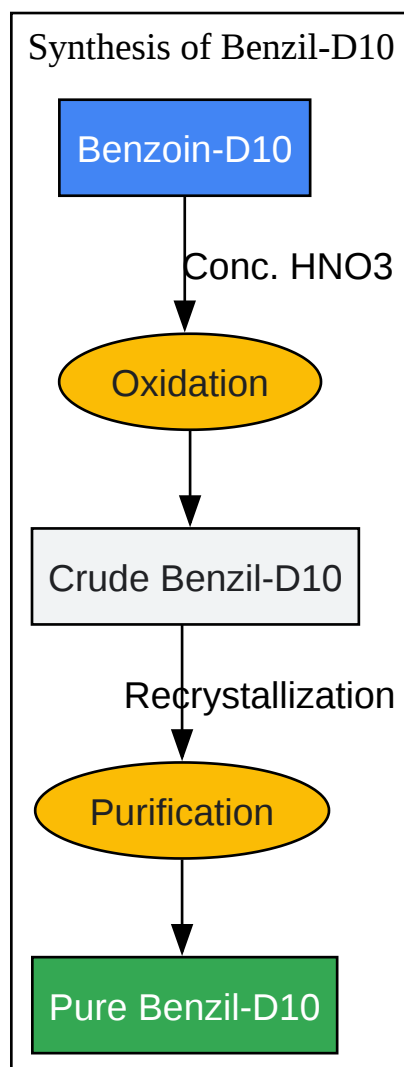 Synthesis of Benzil-D10
Benzoin-D10
Conc. HNO3
Oxidation
Crude Benzil-D10
Recrystallization
Purification
Pure Benzil-D10